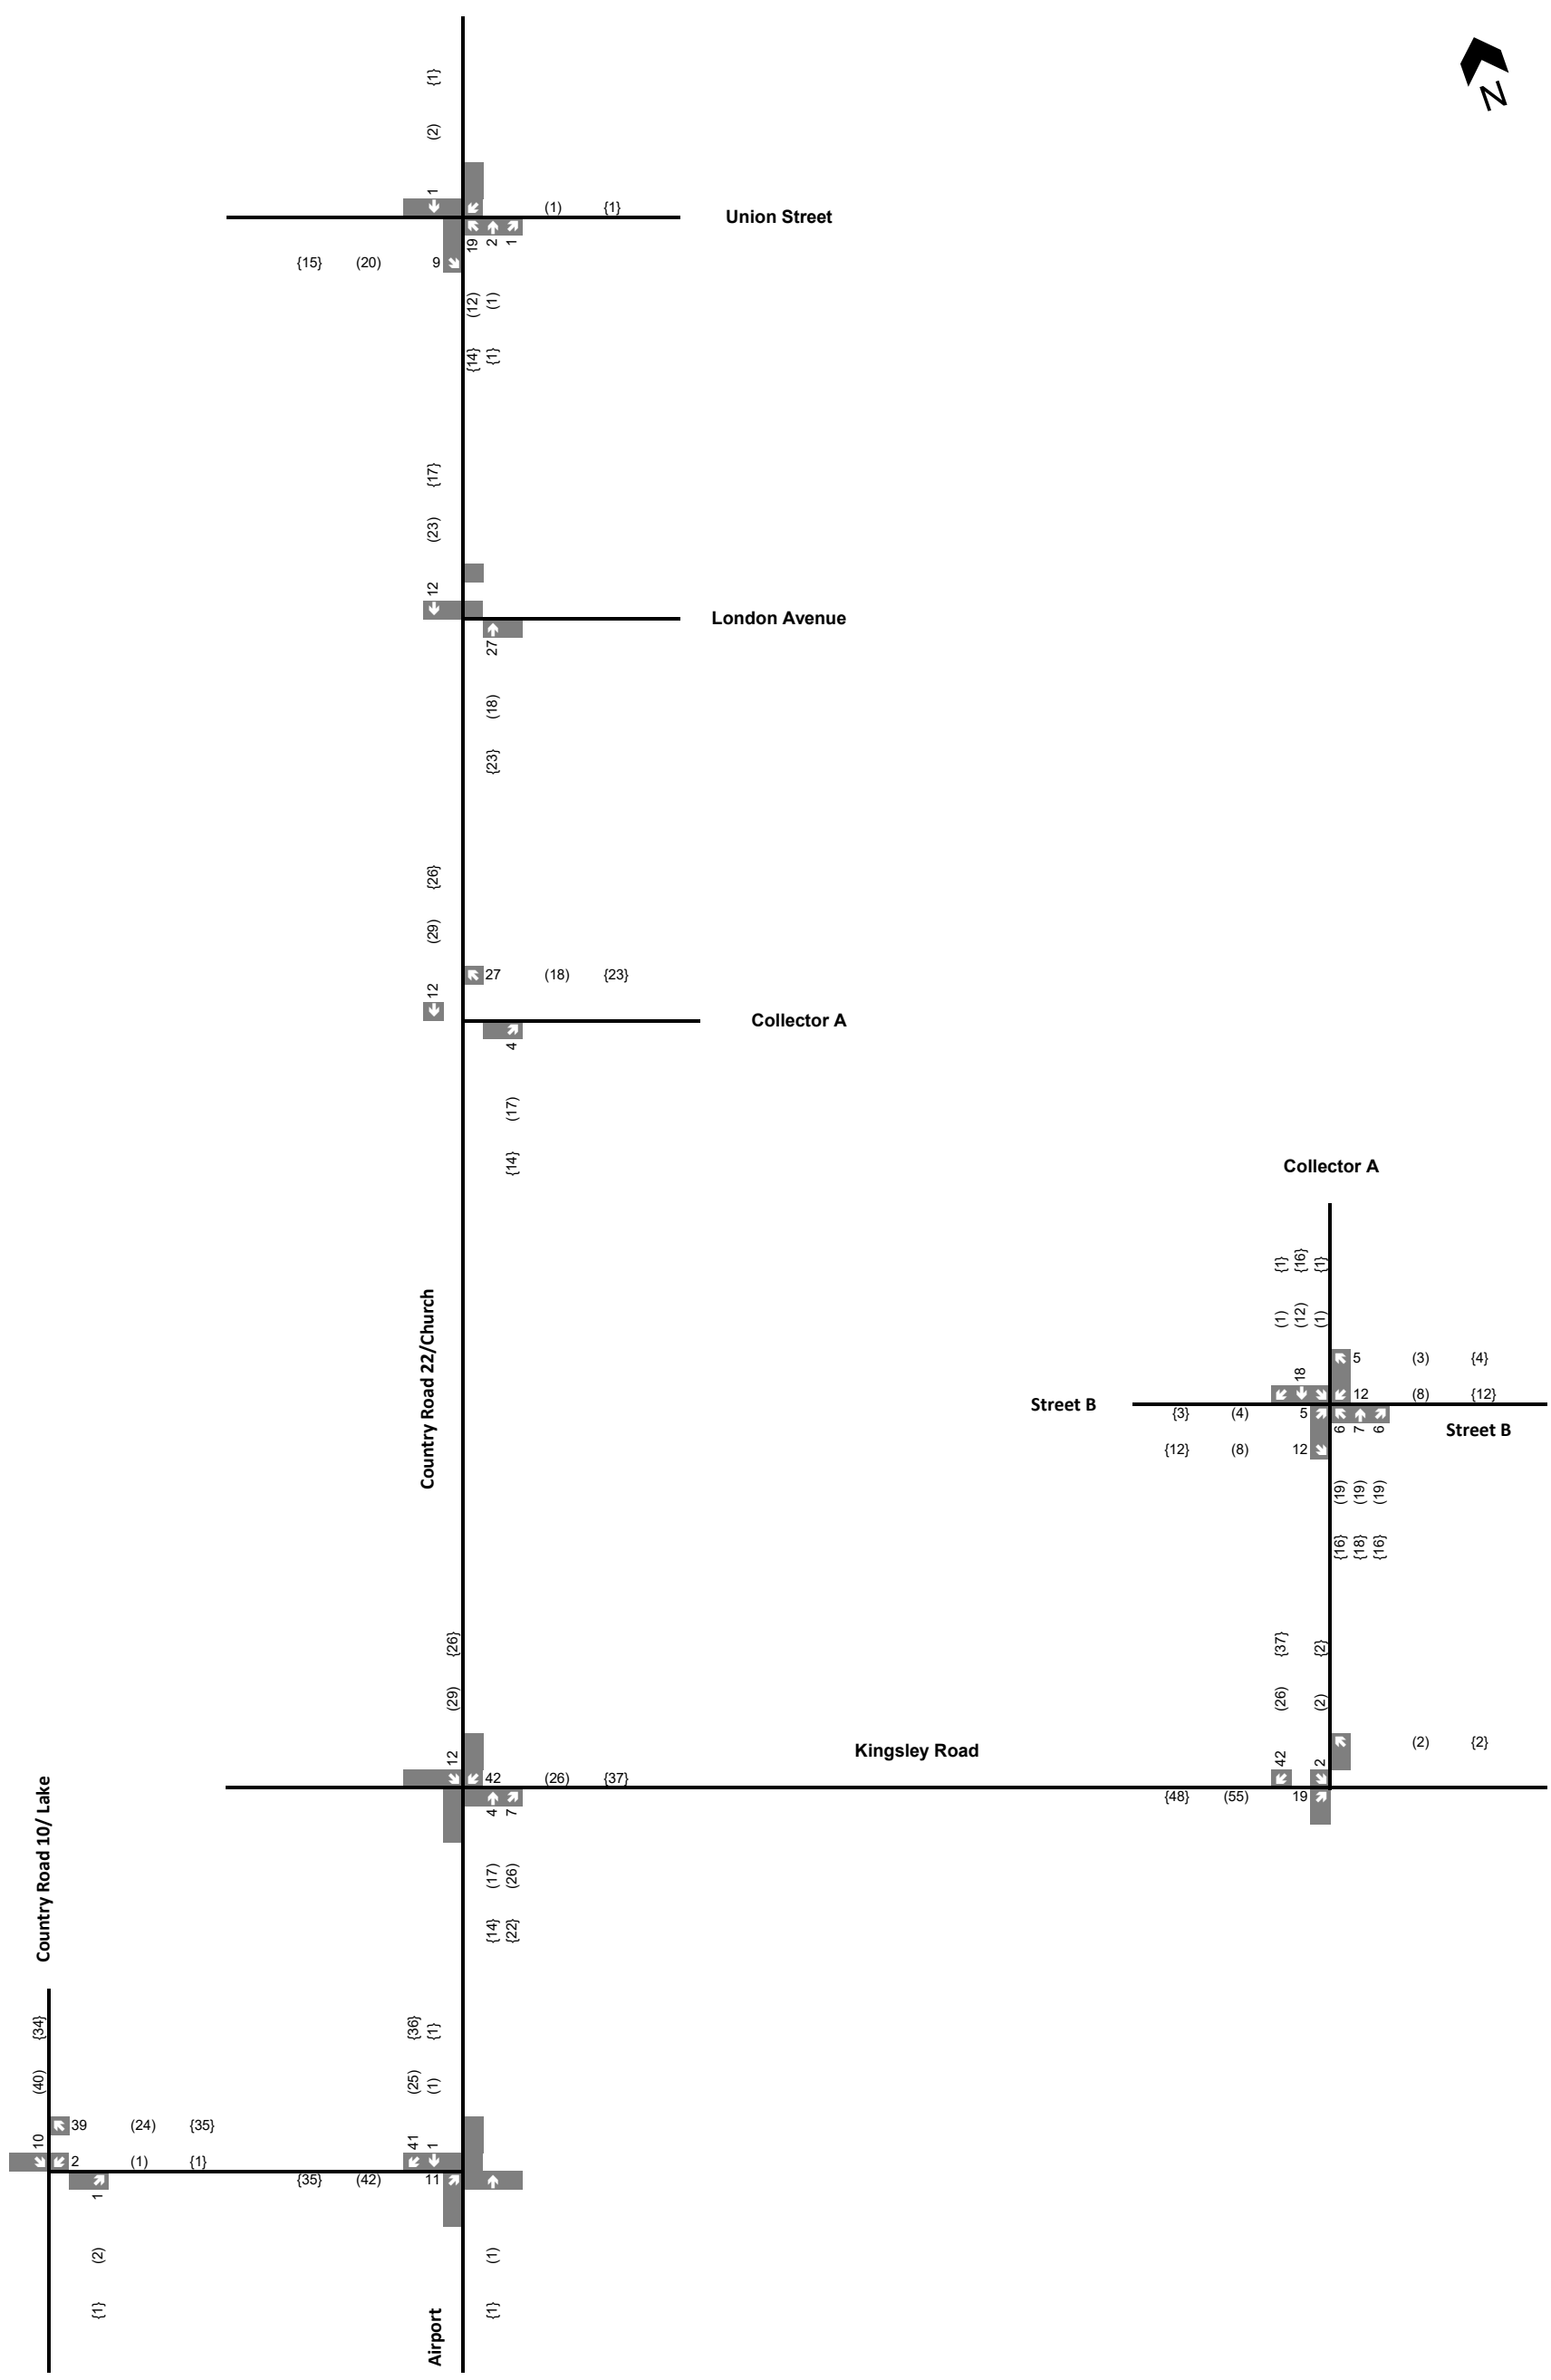 N
{1}
(2)
1
(1) {1}
Union Street
19 2 1
{15} (20) 9
(12) (1)
{14} {1}
{17}
(23)
12
London Avenue
27
(18)
{23}
{26}
(29)
12
27 (18) {23}
Collector A
4
(17)
{14}
Collector A
{1} {16} {1}
(1) (12) (1)
18
5 (3) {4}
12 (8) {12}
Street B
{3} (4) 5
6 7 6
Street B
{12} (8) 12
(19) (19) (19)
{16} {18} {16}
Country Road 22/Church
{26}
(29)
12
{37} {2}
(26) (2)
42 2
(2) {2}
Kingsley Road
42 (26) {37}
{48} (55) 19
4 7
(17) (26)
{14} {22}
Country Road 10/ Lake
{34}
(40)
10
{36} {1}
(25) (1)
41 1
39 (24) {35}
2 (1) {1}
{35} (42) 11
1
(2)
{1}
(1)
{1}
Airport